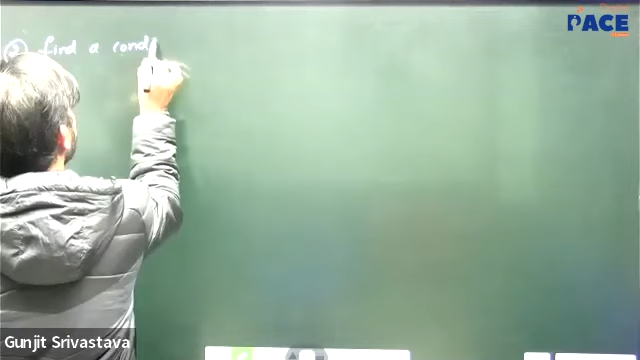 ② find a cond
PACE
Gunjit Srivastava